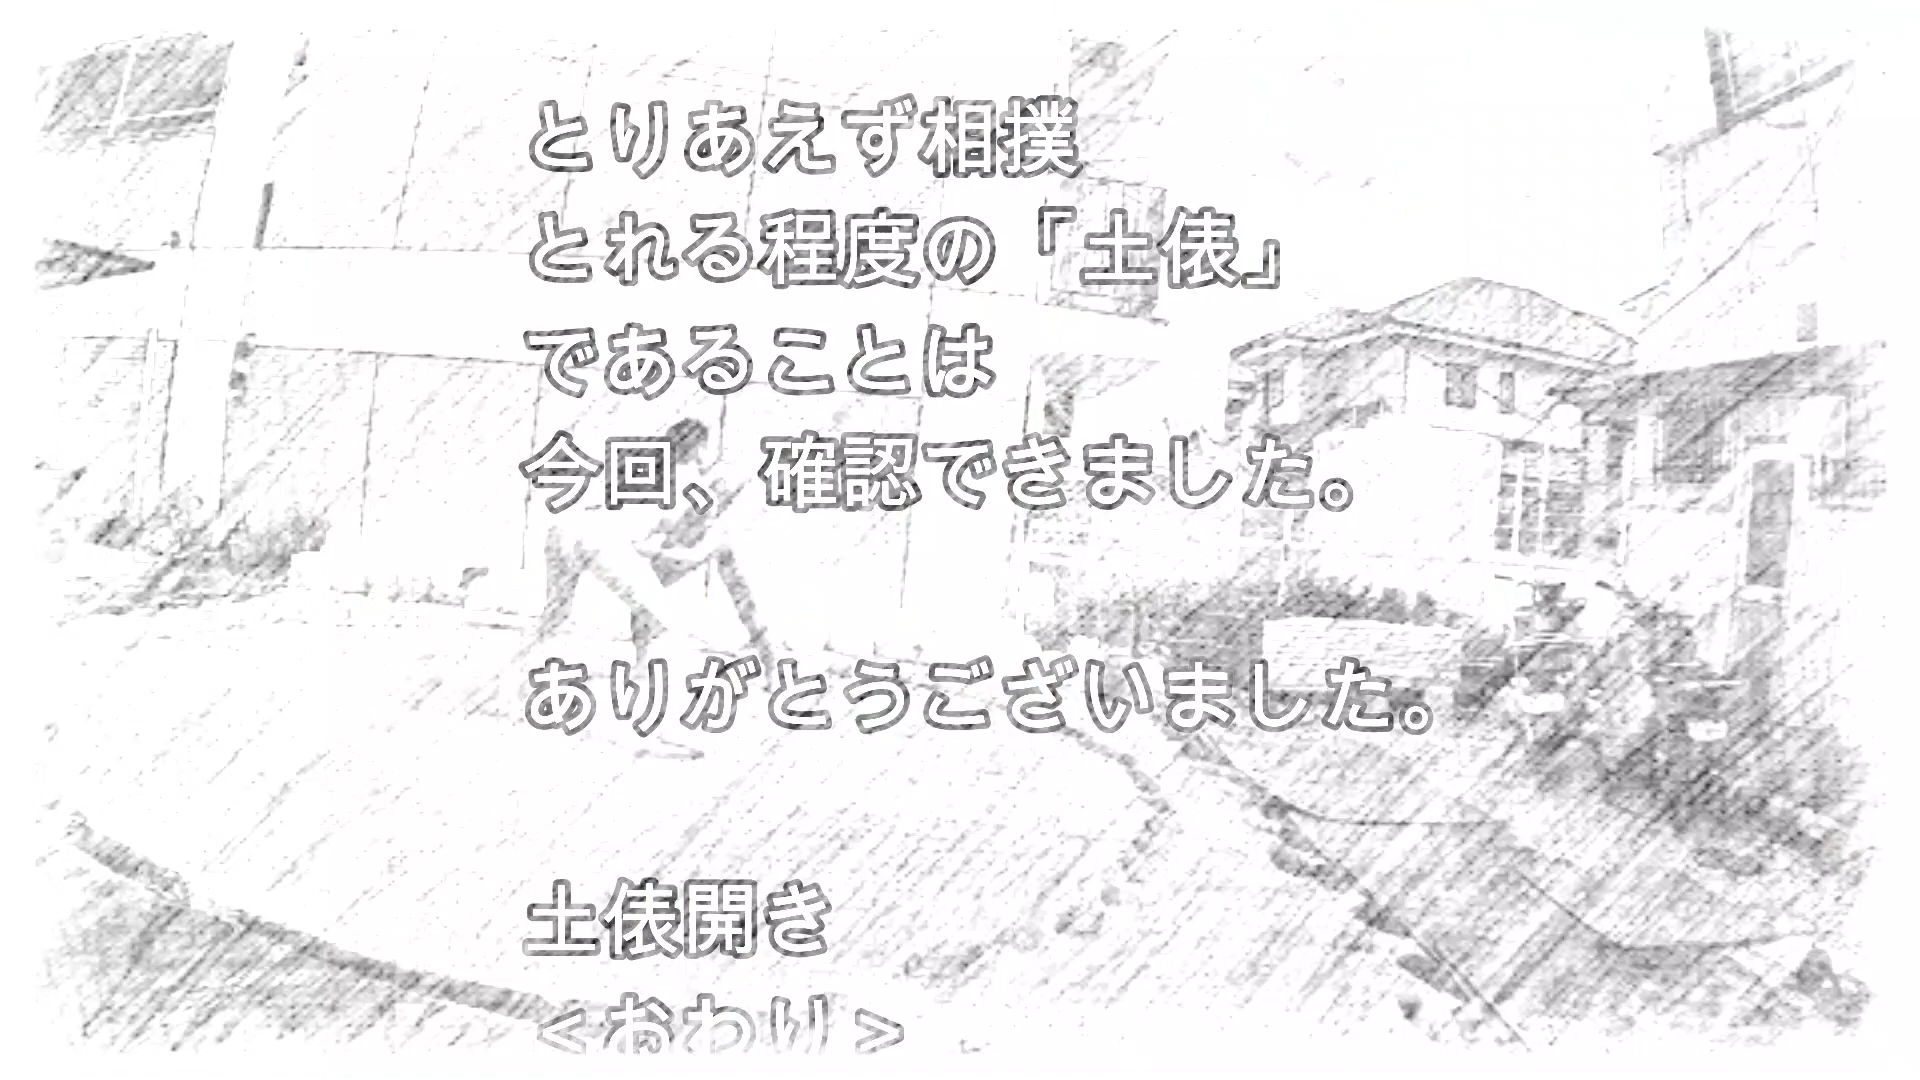 とりあえず相撲
とれる程度の「土俵」
であることは
今回、確認できました。
ありがとうございました。
土俵開き
＜おわり＞